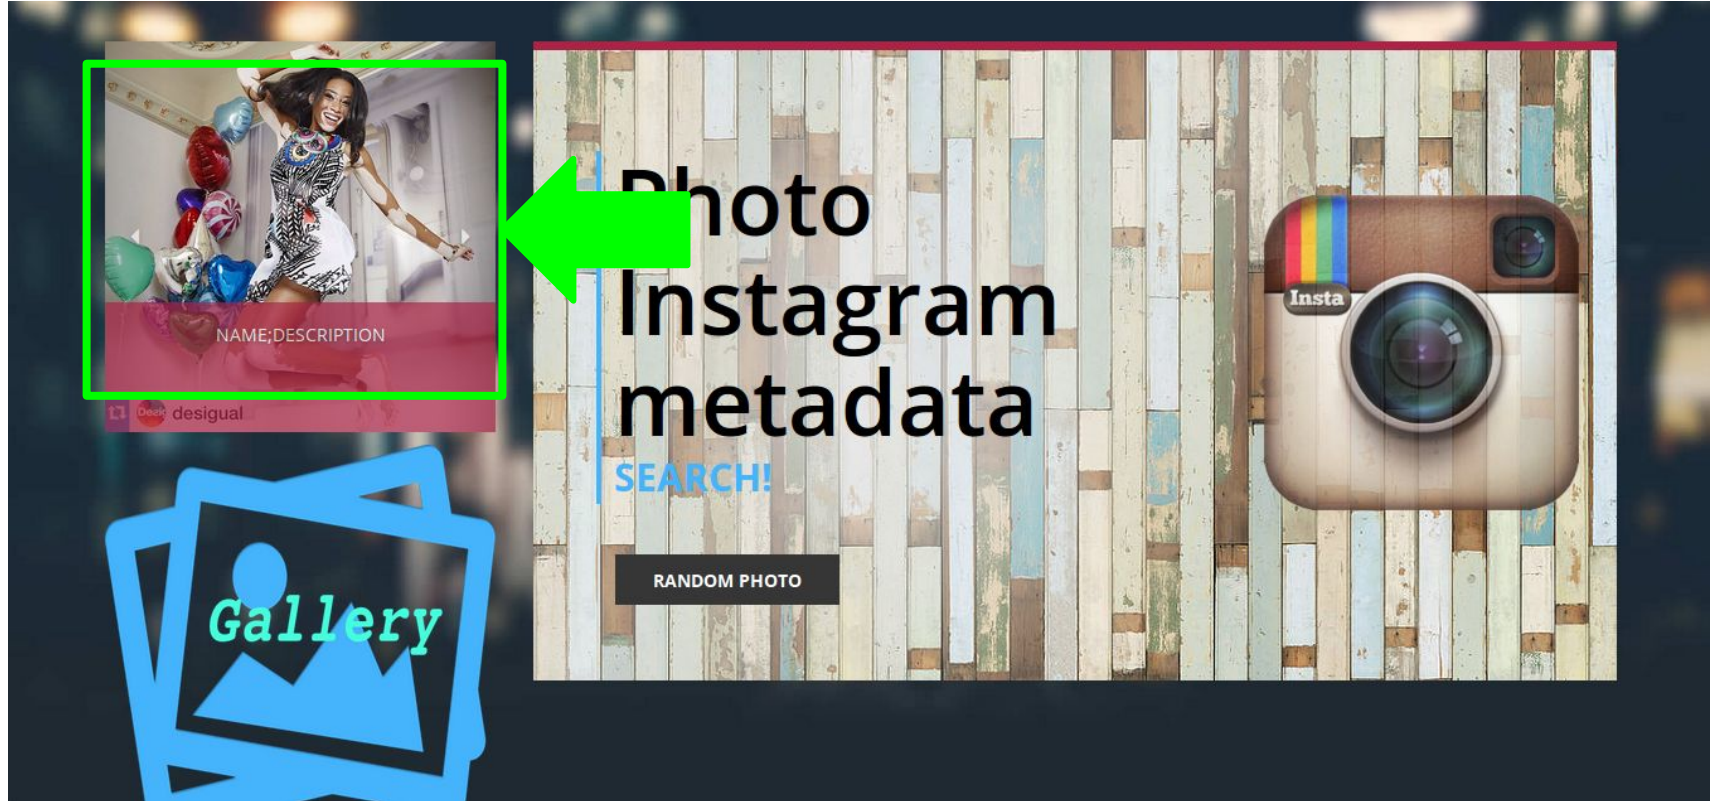 NAME;DESCRIPTION
desigual
Gallery
Photo
Instagram
metadata
SEARCH!
RANDOM PHOTO
Insta